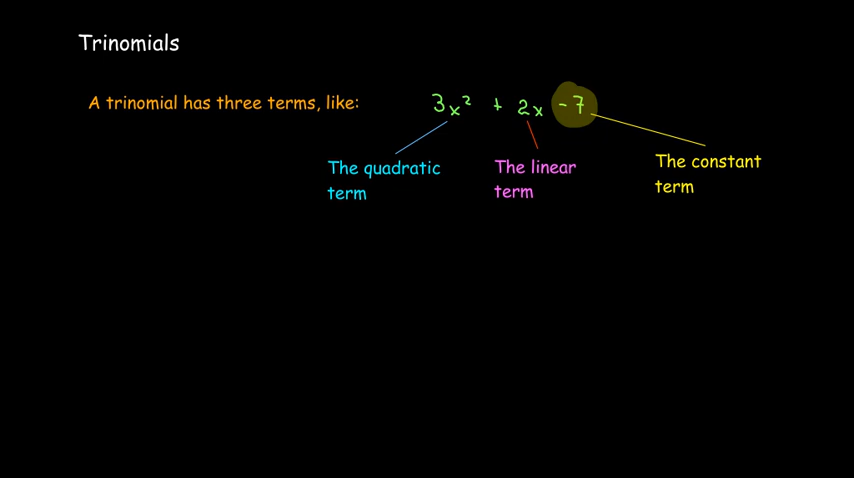 Trinomials
A trinomial has three terms, like: 3x² + 2x -7
The quadratic
term
The linear
term
The constant
term